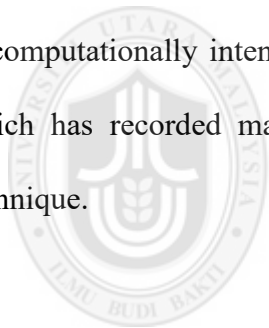 computationally inten
ich has recorded ma
hnique.
UNIVERSITI UTARA MALAYSIA
ILMU BUDI BAKTI